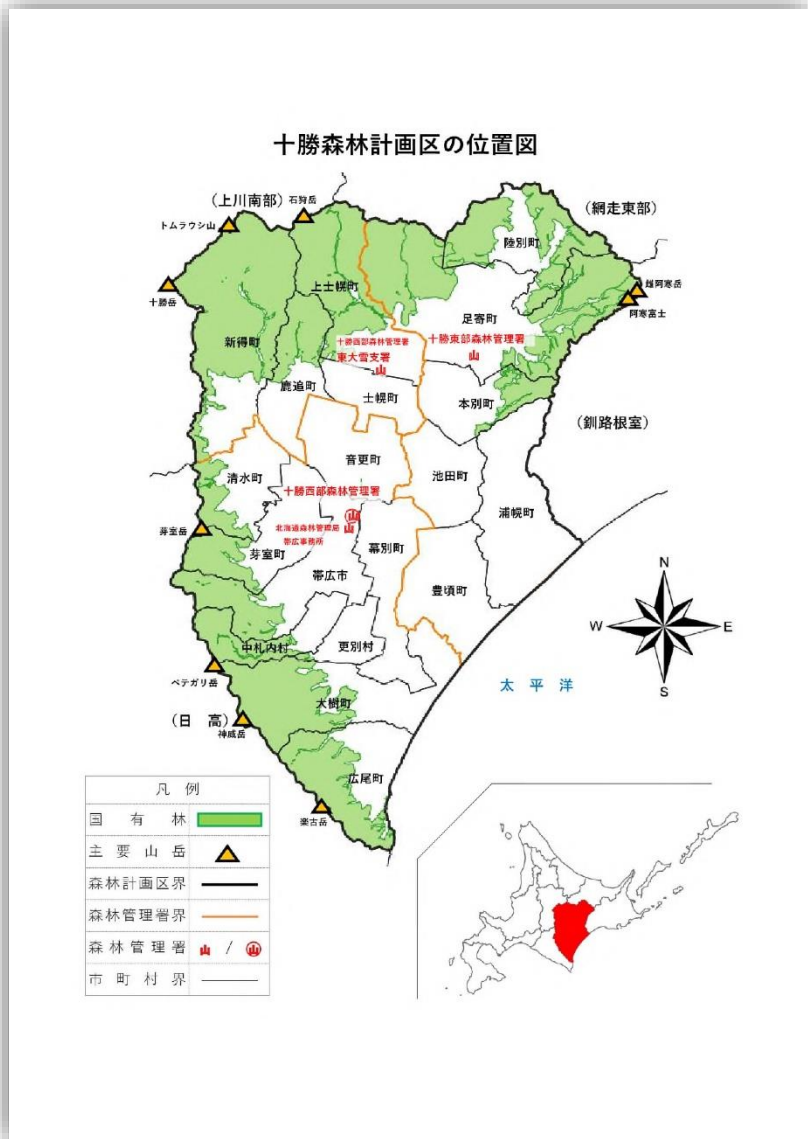 十勝森林計画区の位置図
(上川南部)
石狩岳
(網走東部)
トムラウシ山
陸別町
十勝岳
上士幌町
雌阿寒岳
阿寒富士
足寄町
新得町
十勝西部森林管理署
東大雪支署
山
十勝東部森林管理署
山
鹿追町
士幌町
本別町
(釧路根室)
音更町
清水町
池田町
十勝西部森林管理署
山
浦幌町
北海道森林管理局
帯広事務所
山
芽室岳
芽室町
幕別町
帯広市
豊頃町
N
W
E
S
中札内村
更別村
ペテガリ岳
太平洋
大樹町
(日高)
神威岳
広尾町
楽古岳
凡例
国有林
主要山岳
森林計画区界
森林管理署界
森林管理署 山 / 山
市町村界